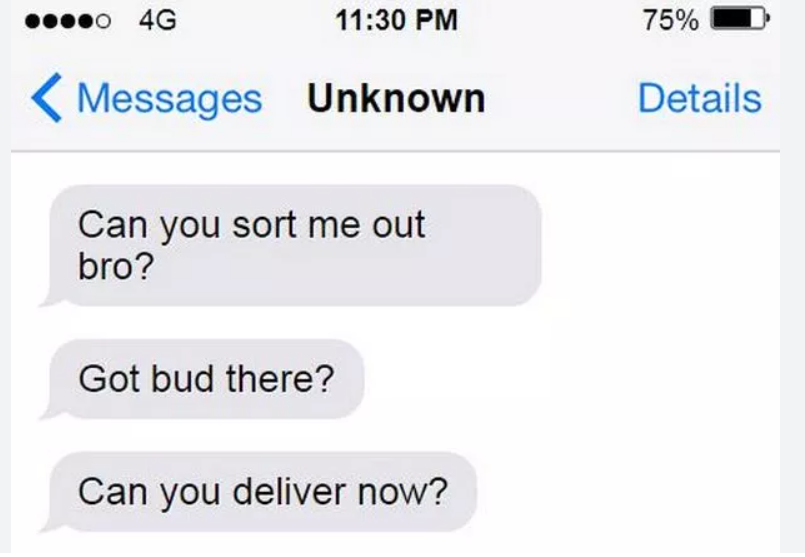 4G 11:30 PM 75%
Messages Unknown Details
Can you sort me out
bro?
Got bud there?
Can you deliver now?